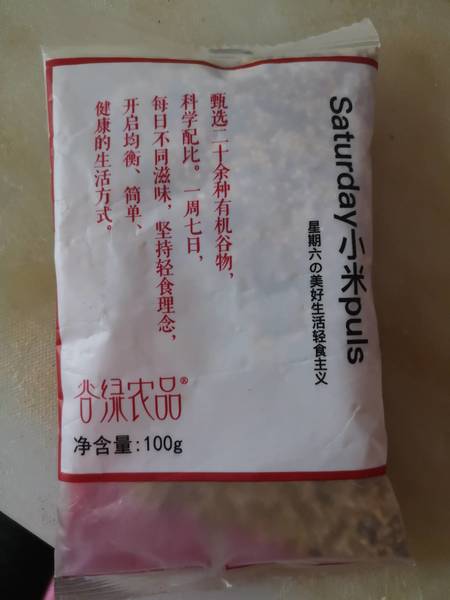 Saturday小米puls
星期六の美好生活轻食主义
甄选二十余种有机谷物，
科学配比。一周七日，
每日不同滋味，坚持轻食理念，
开启均衡、简单、
健康的生活方式。
谷绿农品®
净含量:100g